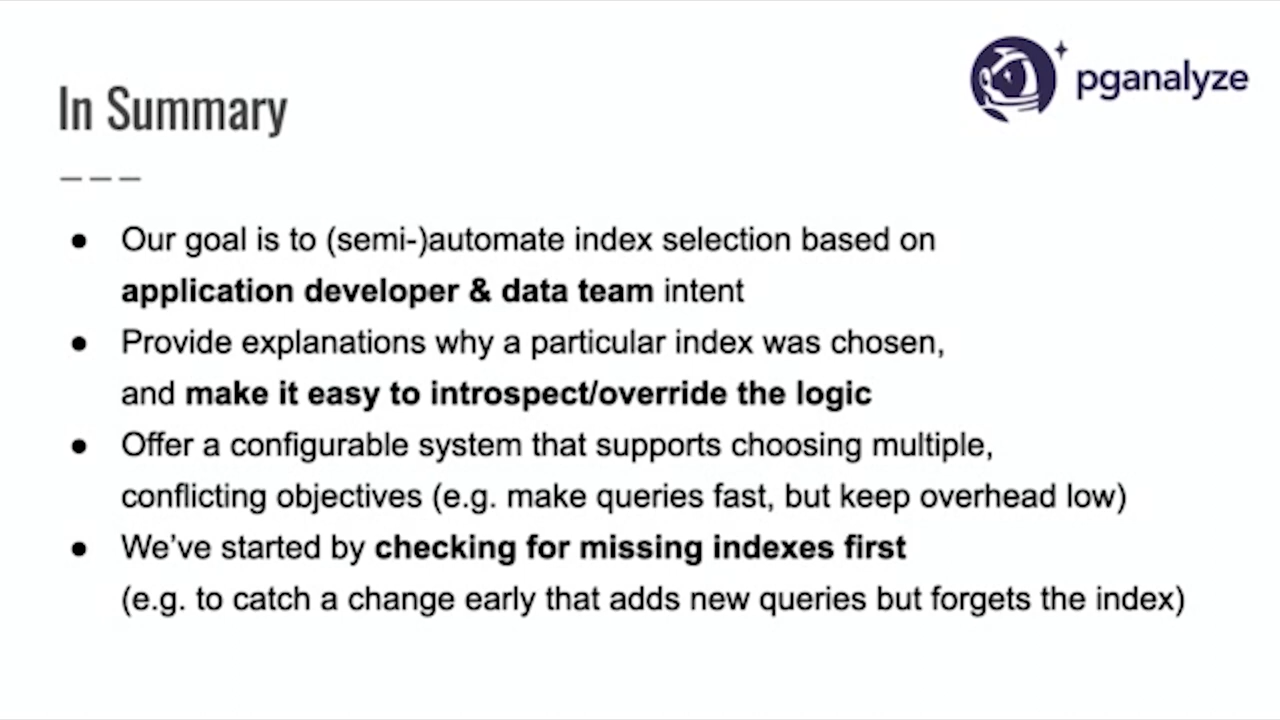 In Summary
pganalyze
● Our goal is to (semi-)automate index selection based on
application developer & data team intent
● Provide explanations why a particular index was chosen,
and make it easy to introspect/override the logic
● Offer a configurable system that supports choosing multiple,
conflicting objectives (e.g. make queries fast, but keep overhead low)
● We’ve started by checking for missing indexes first
(e.g. to catch a change early that adds new queries but forgets the index)